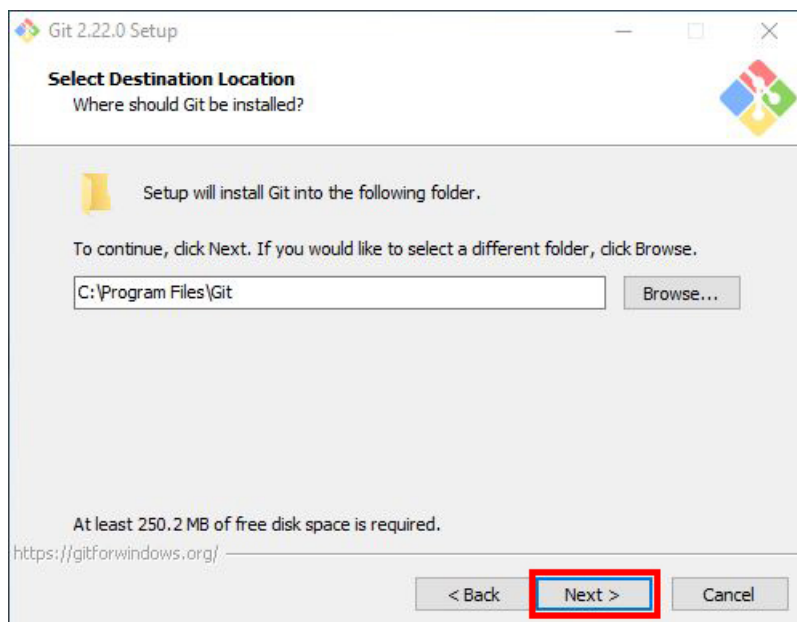 Git 2.22.0 Setup
Select Destination Location
Where should Git be installed?
Setup will install Git into the following folder.
To continue, click Next. If you would like to select a different folder, click Browse.
C:\Program Files\Git
Browse...
At least 250.2 MB of free disk space is required.
https://gitforwindows.org/
< Back
Next >
Cancel